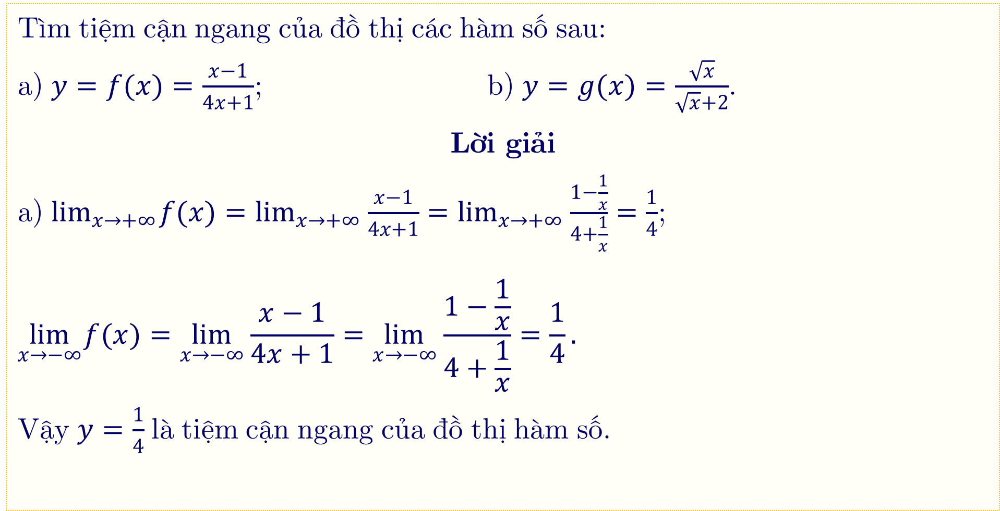 Tìm tiệm cận ngang của đồ thị các hàm số sau:
a) $y = f(x) = \frac{x-1}{4x+1}$; b) $y = g(x) = \frac{\sqrt{x}}{\sqrt{x}+2}$.
Lời giải
a) $\lim_{x \to +\infty} f(x) = \lim_{x \to +\infty} \frac{x-1}{4x+1} = \lim_{x \to +\infty} \frac{1-\frac{1}{x}}{4+\frac{1}{x}} = \frac{1}{4}$;
$\lim_{x \to -\infty} f(x) = \lim_{x \to -\infty} \frac{x-1}{4x+1} = \lim_{x \to -\infty} \frac{1-\frac{1}{x}}{4+\frac{1}{x}} = \frac{1}{4}$.
Vậy $y = \frac{1}{4}$ là tiệm cận ngang của đồ thị hàm số.